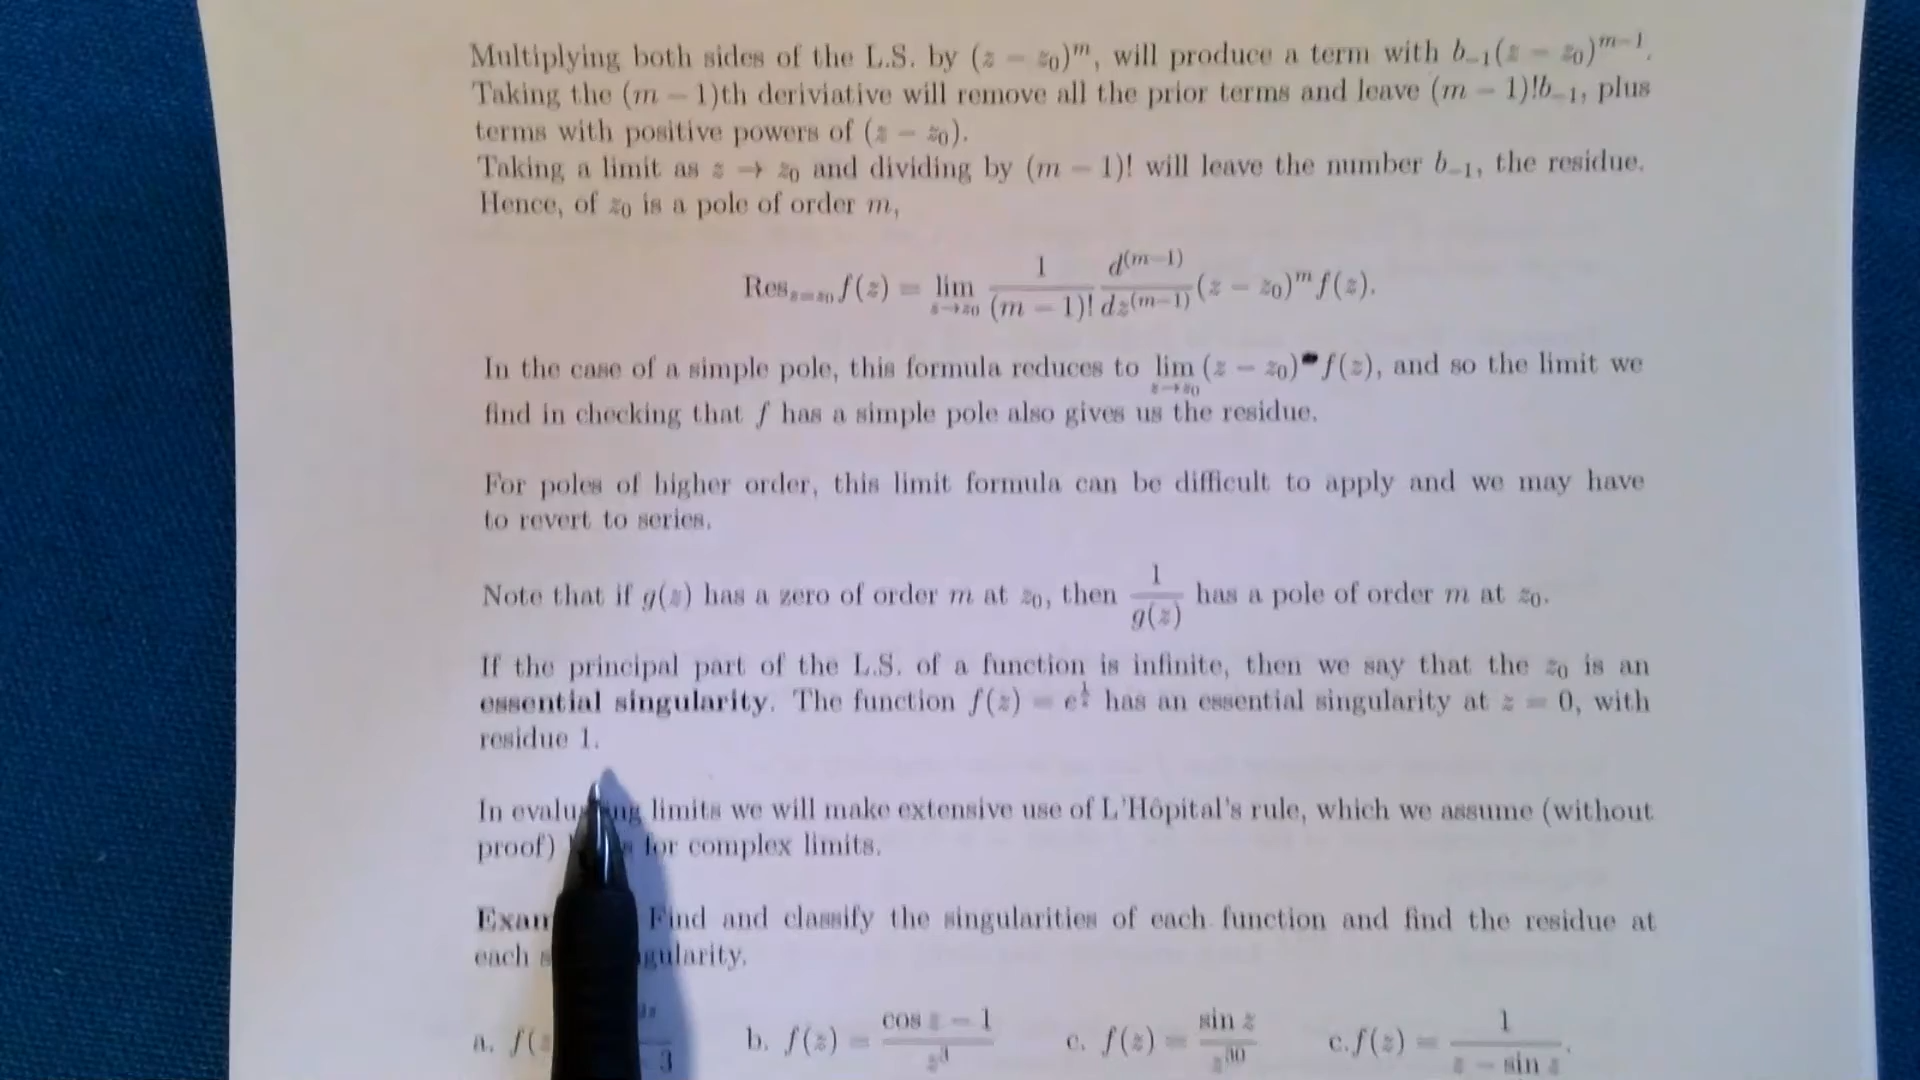 Multiplying both sides of the L.S. by (z − z₀)ᵐ, will produce a term with b₋₁(z − z₀)ᵐ⁻¹.
Taking the (m − 1)th deriviative will remove all the prior terms and leave (m − 1)!b₋₁, plus
terms with positive powers of (z − z₀).
Taking a limit as z → z₀ and dividing by (m − 1)! will leave the number b₋₁, the residue.
Hence, of z₀ is a pole of order m,
Res_{z=z₀} f(z) = lim_{z→z₀} 1/(m − 1)! d^(m−1)/dz^(m−1) (z − z₀)ᵐ f(z).
In the case of a simple pole, this formula reduces to lim_{z→z₀} (z − z₀) f(z), and so the limit we
find in checking that f has a simple pole also gives us the residue.
For poles of higher order, this limit formula can be difficult to apply and we may have
to revert to series.
Note that if g(z) has a zero of order m at z₀, then 1/g(z) has a pole of order m at z₀.
If the principal part of the L.S. of a function is infinite, then we say that the z₀ is an
essential singularity. The function f(z) = e^(1/z) has an essential singularity at z = 0, with
residue 1.
In limits we will make extensive use of L'Hôpital's rule, which we assume (without
proof) for complex limits.
Find and classify the singularities of each function and find the residue at
each
a. f( 3 b. f(z) = (cos z − 1)/z³ c. f(z) = sin z/z³⁰ c.f(z) = 1/(z − sin z).